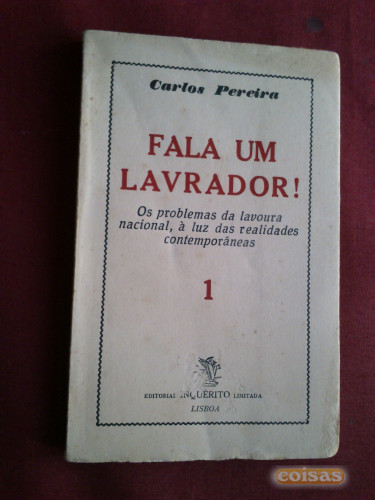 Carlos Pereira
FALA UM
LAVRADOR!
Os problemas da lavoura
nacional, à luz das realidades
contemporâneas
1
EDITORIAL INQUÉRITO LIMITADA
LISBOA
coisas